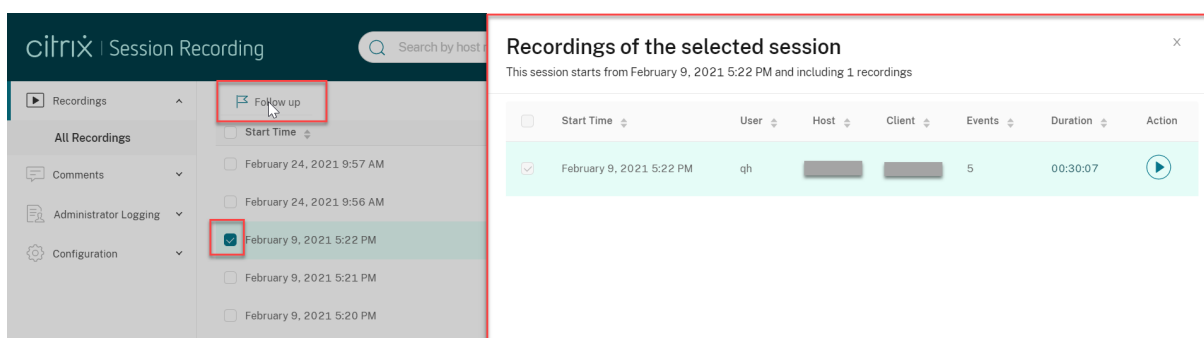 citrix | Session Recording
Search by host
Recordings
All Recordings
Comments
Administrator Logging
Configuration
Follow up
Start Time
February 24, 2021 9:57 AM
February 24, 2021 9:56 AM
February 9, 2021 5:22 PM
February 9, 2021 5:21 PM
February 9, 2021 5:20 PM
Recordings of the selected session
This session starts from February 9, 2021 5:22 PM and including 1 recordings
Start Time User Host Client Events Duration Action
February 9, 2021 5:22 PM qh 5 00:30:07